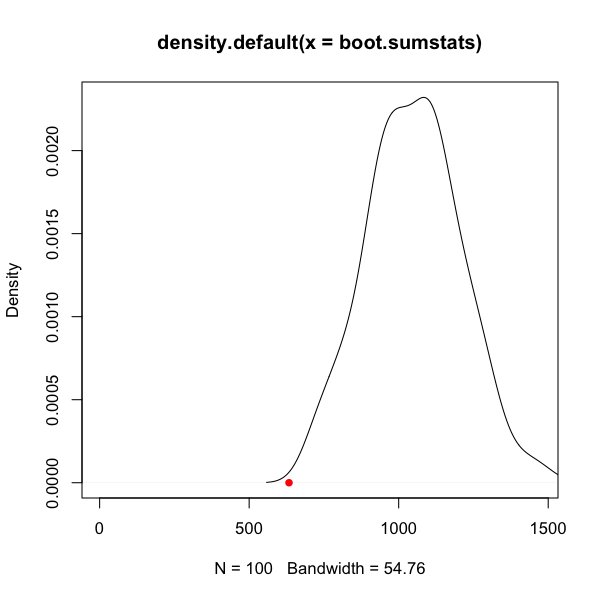 density.default(x = boot.sumstats)
Density
0.0020
0.0015
0.0010
0.0005
0.0000
0 500 1000 1500
N = 100 Bandwidth = 54.76